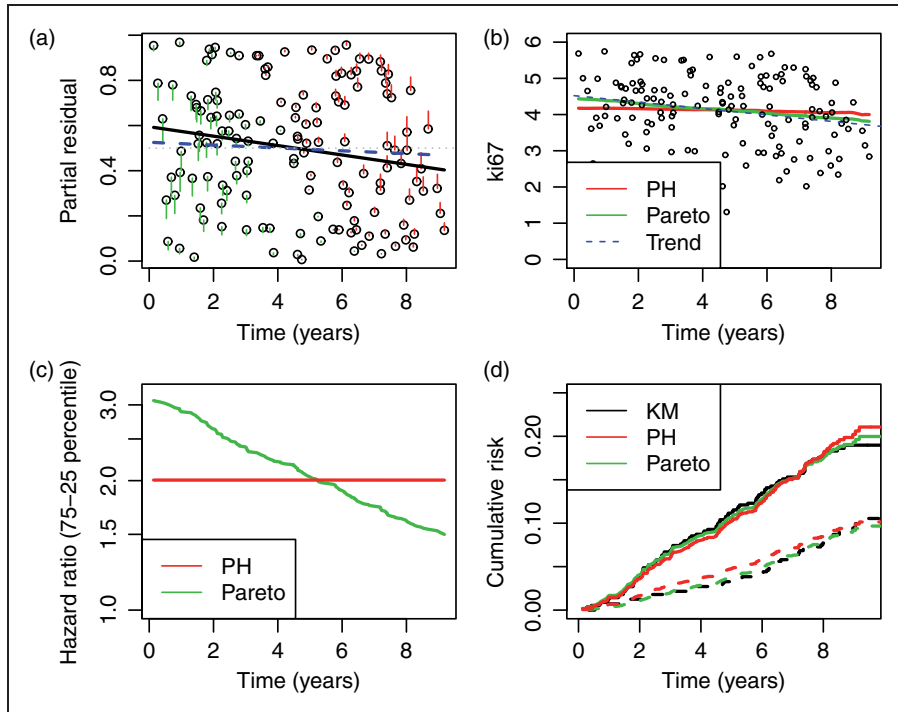 (a)
Partial residual
0.0 0.4 0.8
0 2 4 6 8
Time (years)
(b)
ki67
0 1 2 3 4 5 6
PH
Pareto
Trend
0 2 4 6 8
Time (years)
(c)
Hazard ratio (75–25 percentile)
1.0 1.5 2.0 3.0
PH
Pareto
0 2 4 6 8
Time (years)
(d)
Cumulative risk
0.00 0.10 0.20
KM
PH
Pareto
0 2 4 6 8
Time (years)